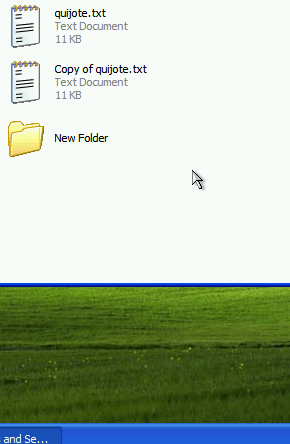 quijote.txt
Text Document
11 KB
Copy of quijote.txt
Text Document
11 KB
New Folder
and Se...